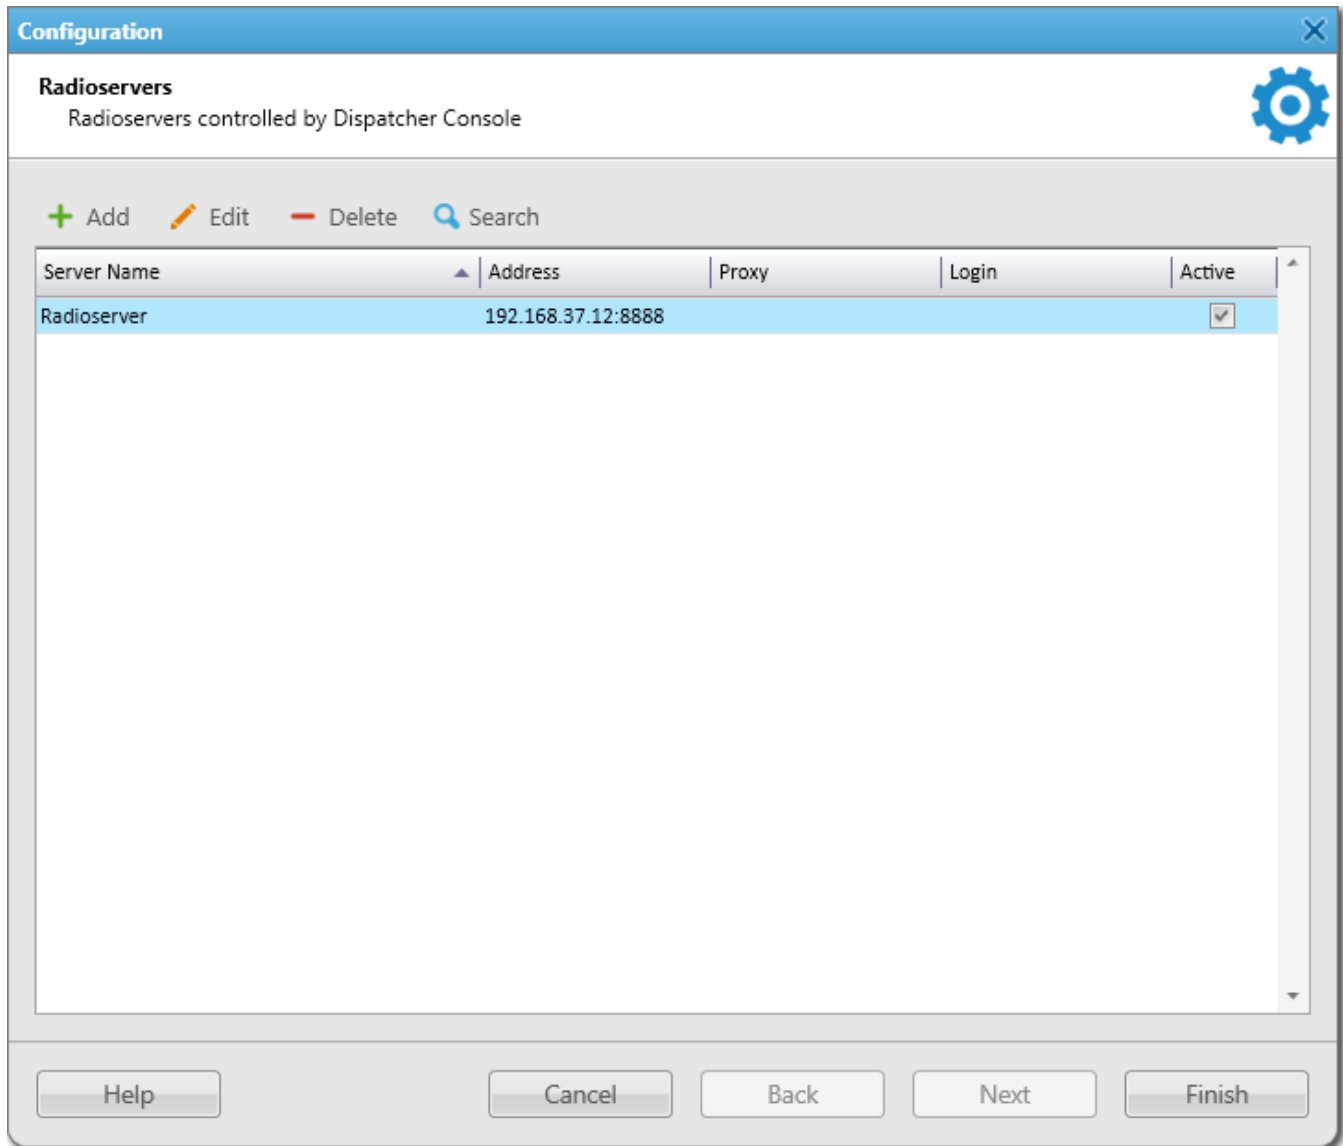 Configuration
Radioservers
Radioservers controlled by Dispatcher Console
Add Edit Delete Search
Server Name Address Proxy Login Active
Radioserver 192.168.37.12:8888
Help Cancel Back Next Finish